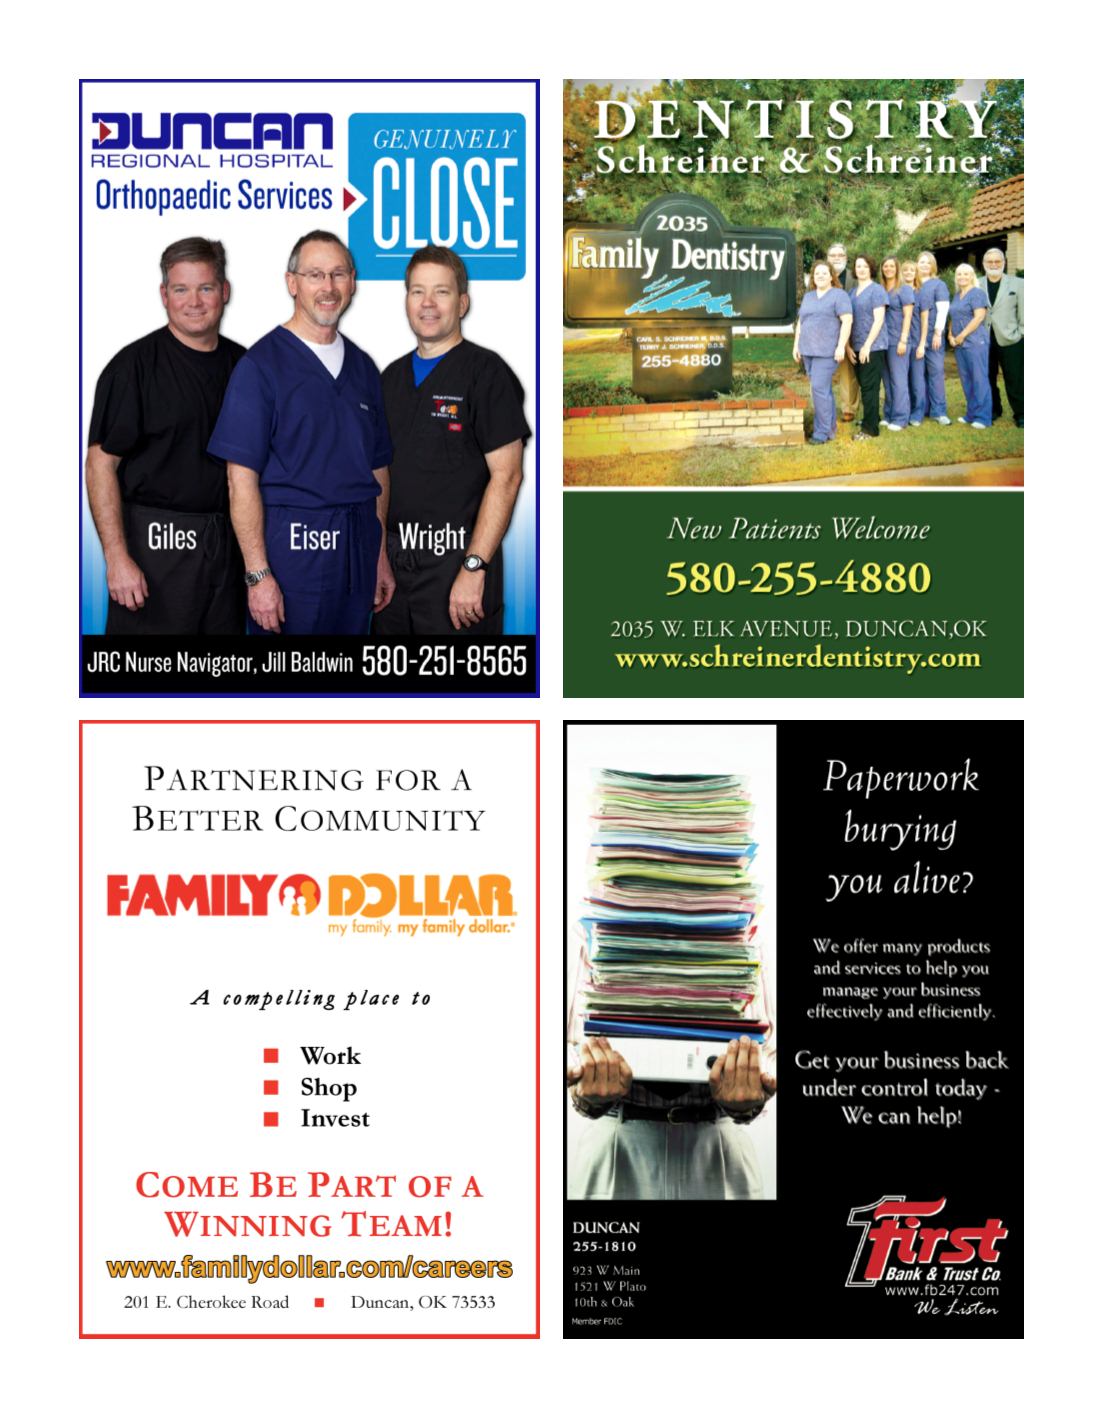 DUNCAN
REGIONAL HOSPITAL
Orthopaedic Services
GENUINELY
CLOSE
Giles
Eiser
Wright
JRC Nurse Navigator, Jill Baldwin 580-251-8565
DENTISTRY
Schreiner & Schreiner
2035
Family Dentistry
CARL S. SCHREINER III, D.D.S.
TERRY J. SCHREINER, D.D.S.
255-4880
New Patients Welcome
580-255-4880
2035 W. ELK AVENUE, DUNCAN,OK
www.schreinerdentistry.com
PARTNERING FOR A
BETTER COMMUNITY
FAMILY DOLLAR
my family. my family dollar.®
A compelling place to
■ Work
■ Shop
■ Invest
COME BE PART OF A
WINNING TEAM!
www.familydollar.com/careers
201 E. Cherokee Road ■ Duncan, OK 73533
Paperwork
burying
you alive?
We offer many products
and services to help you
manage your business
effectively and efficiently.
Get your business back
under control today -
We can help!
DUNCAN
255-1810
923 W Main
1521 W Plato
10th & Oak
Member FDIC
1
First
Bank & Trust Co.
www.fb247.com
We Listen